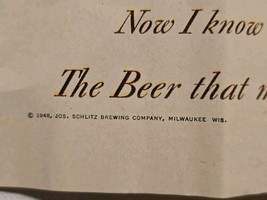 Now I know
The Beer that m
© 1948, JOS. SCHLITZ BREWING COMPANY, MILWAUKEE WIS.